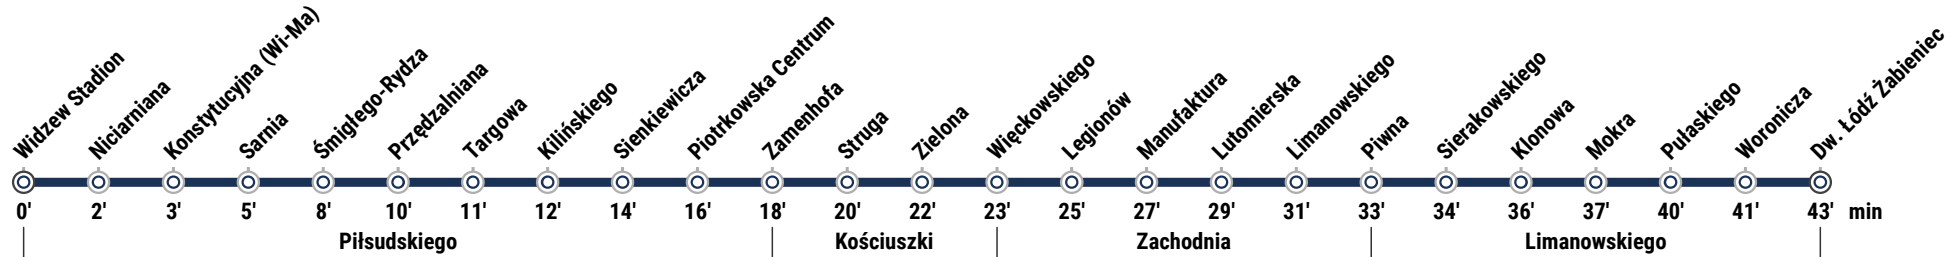 Widzew Stadion
Niciarniana
Konstytucyjna (Wi-Ma)
Sarnia
Śmigłego-Rydza
Przędzalniana
Targowa
Kilińskiego
Sienkiewicza
Piotrkowska Centrum
Zamenhofa
Struga
Zielona
Więckowskiego
Legionów
Manufaktura
Lutomierska
Limanowskiego
Piwna
Sierakowskiego
Klonowa
Mokra
Pułaskiego
Woronicza
Dw. Łódź Żabieniec
0' 2' 3' 5' 8' 10' 11' 12' 14' 16' 18' 20' 22' 23' 25' 27' 29' 31' 33' 34' 36' 37' 40' 41' 43' min
Piłsudskiego Kościuszki Zachodnia Limanowskiego